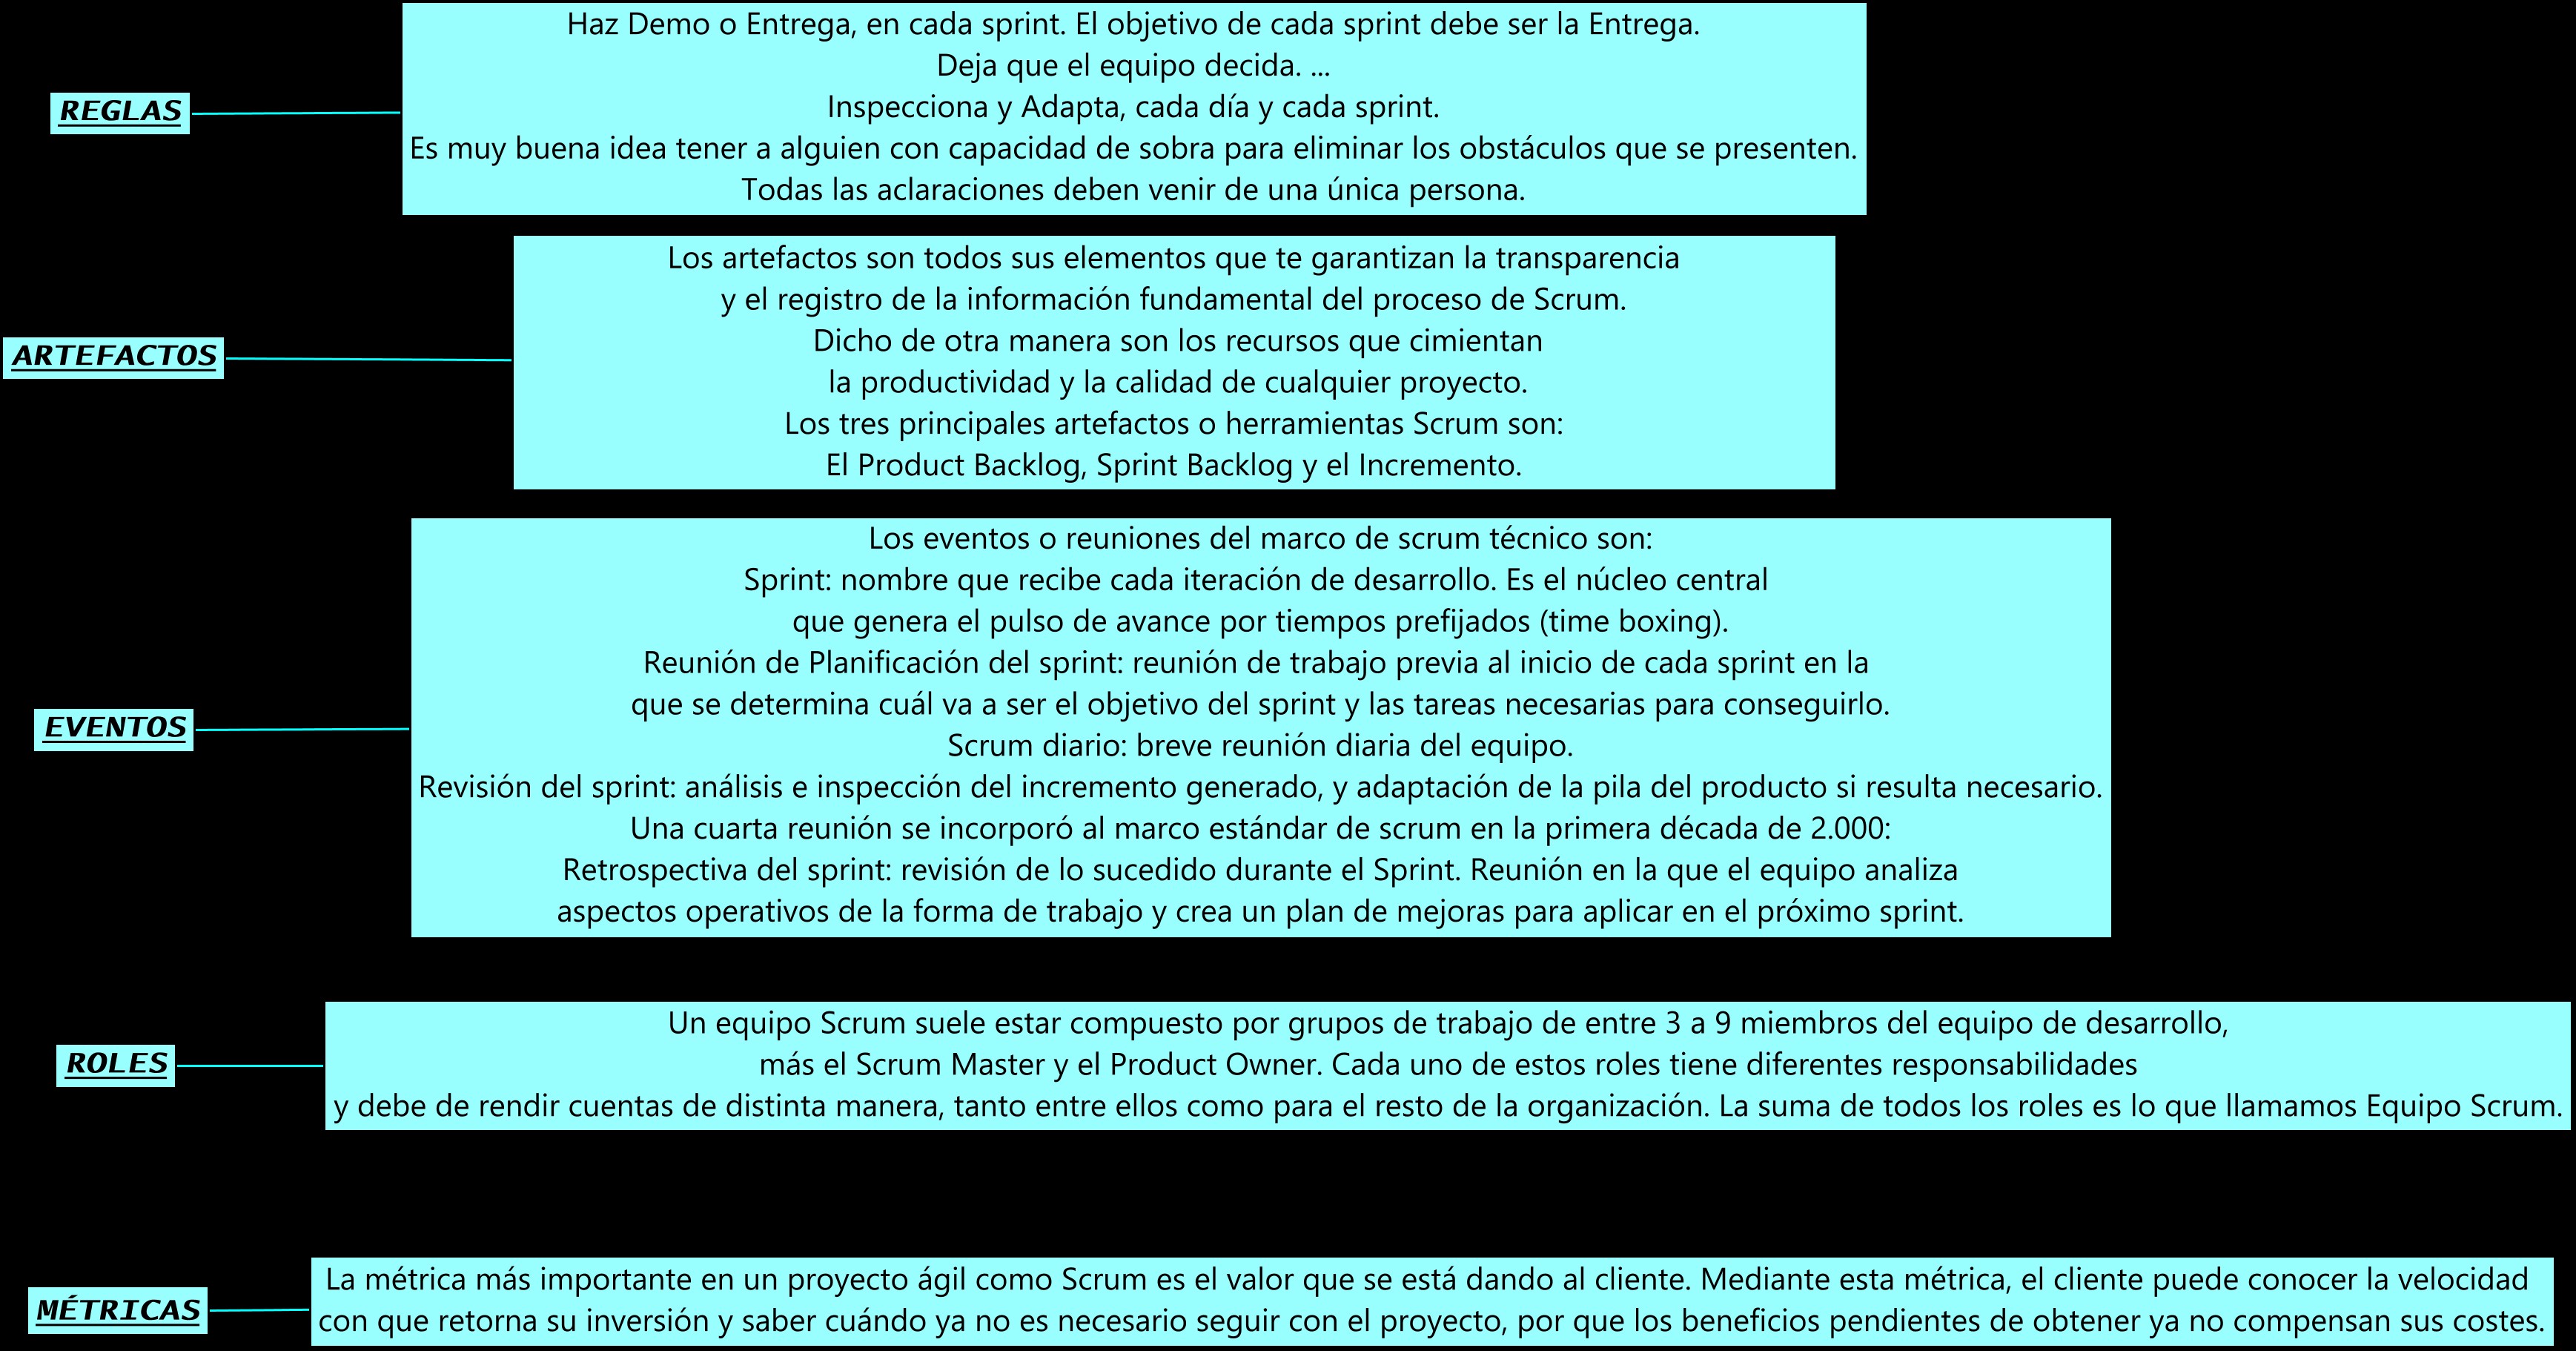 REGLAS
Haz Demo o Entrega, en cada sprint. El objetivo de cada sprint debe ser la Entrega.
Deja que el equipo decida. ...
Inspecciona y Adapta, cada día y cada sprint.
Es muy buena idea tener a alguien con capacidad de sobra para eliminar los obstáculos que se presenten.
Todas las aclaraciones deben venir de una única persona.
ARTEFACTOS
Los artefactos son todos sus elementos que te garantizan la transparencia
y el registro de la información fundamental del proceso de Scrum.
Dicho de otra manera son los recursos que cimientan
la productividad y la calidad de cualquier proyecto.
Los tres principales artefactos o herramientas Scrum son:
El Product Backlog, Sprint Backlog y el Incremento.
EVENTOS
Los eventos o reuniones del marco de scrum técnico son:
Sprint: nombre que recibe cada iteración de desarrollo. Es el núcleo central
que genera el pulso de avance por tiempos prefijados (time boxing).
Reunión de Planificación del sprint: reunión de trabajo previa al inicio de cada sprint en la
que se determina cuál va a ser el objetivo del sprint y las tareas necesarias para conseguirlo.
Scrum diario: breve reunión diaria del equipo.
Revisión del sprint: análisis e inspección del incremento generado, y adaptación de la pila del producto si resulta necesario.
Una cuarta reunión se incorporó al marco estándar de scrum en la primera década de 2.000:
Retrospectiva del sprint: revisión de lo sucedido durante el Sprint. Reunión en la que el equipo analiza
aspectos operativos de la forma de trabajo y crea un plan de mejoras para aplicar en el próximo sprint.
ROLES
Un equipo Scrum suele estar compuesto por grupos de trabajo de entre 3 a 9 miembros del equipo de desarrollo,
más el Scrum Master y el Product Owner. Cada uno de estos roles tiene diferentes responsabilidades
y debe de rendir cuentas de distinta manera, tanto entre ellos como para el resto de la organización. La suma de todos los roles es lo que llamamos Equipo Scrum.
MÉTRICAS
La métrica más importante en un proyecto ágil como Scrum es el valor que se está dando al cliente. Mediante esta métrica, el cliente puede conocer la velocidad
con que retorna su inversión y saber cuándo ya no es necesario seguir con el proyecto, por que los beneficios pendientes de obtener ya no compensan sus costes.